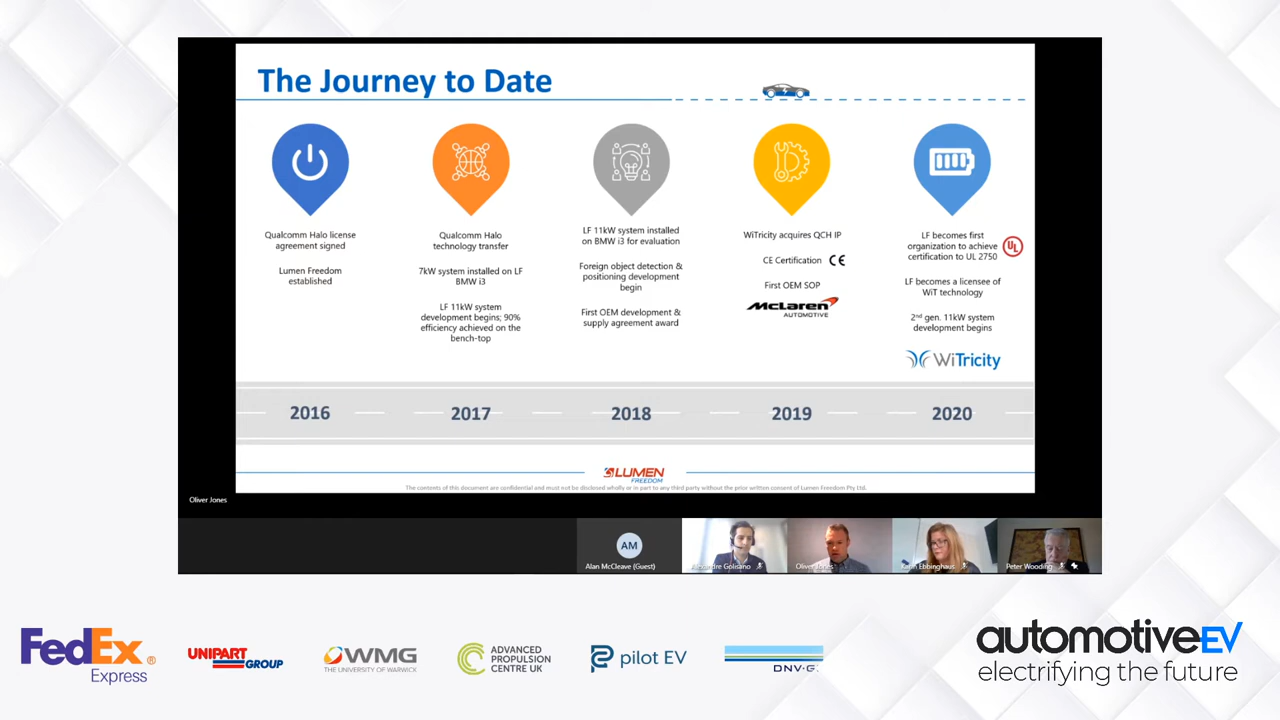 The Journey to Date
Qualcomm Halo license
agreement signed
Lumen Freedom
established
Qualcomm Halo
technology transfer
7kW system installed on LF
BMW i3
LF 11kW system
development begins; 90%
efficiency achieved on the
bench-top
LF 11kW system installed
on BMW i3 for evaluation
Foreign object detection &
positioning development
begin
First OEM development &
supply agreement award
WiTricity acquires QCH IP
CE Certification CE
First OEM SOP
McLaren
AUTOMOTIVE
LF becomes first
organization to achieve
certification to UL 2750
UL
LF becomes a licensee of
WiT technology
2nd gen. 11kW system
development begins
WiTricity
2016
2017
2018
2019
2020
LUMEN
FREEDOM
The contents of this document are confidential and must not be disclosed wholly or in part to any third party without the prior written consent of Lumen Freedom Pty Ltd.
Oliver Jones
AM
Alan McCleave (Guest)
Alexandre Golisano
Oliver Jones
Karin Ebbinghaus
Peter Wooding
FedEx
Express
UNIPART
GROUP
WMG
THE UNIVERSITY OF WARWICK
ADVANCED
PROPULSION
CENTRE UK
pilot EV
DNV·G
automotiveEV
electrifying the future